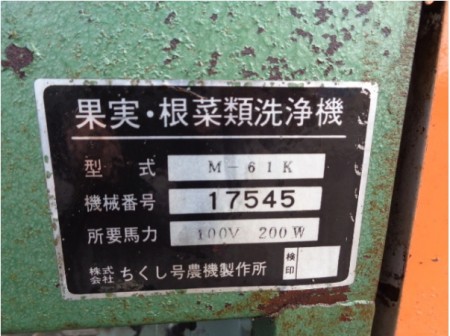 果実・根菜類洗浄機
型式 M-61K
機械番号 17545
所要馬力 100V 200W
株式会社 ちくし号農機製作所 検印